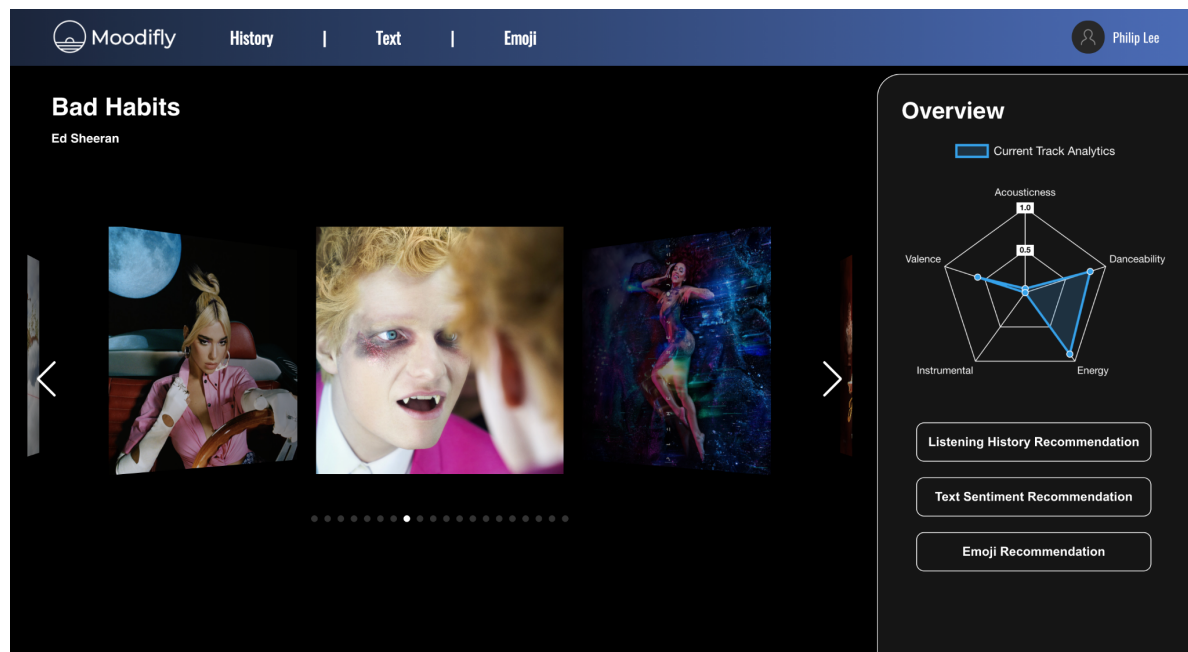 Moodifly
History | Text | Emoji
Philip Lee
Bad Habits
Ed Sheeran
Overview
Current Track Analytics
Acousticness
1.0
0.5
Valence
Danceability
Instrumental
Energy
Listening History Recommendation
Text Sentiment Recommendation
Emoji Recommendation